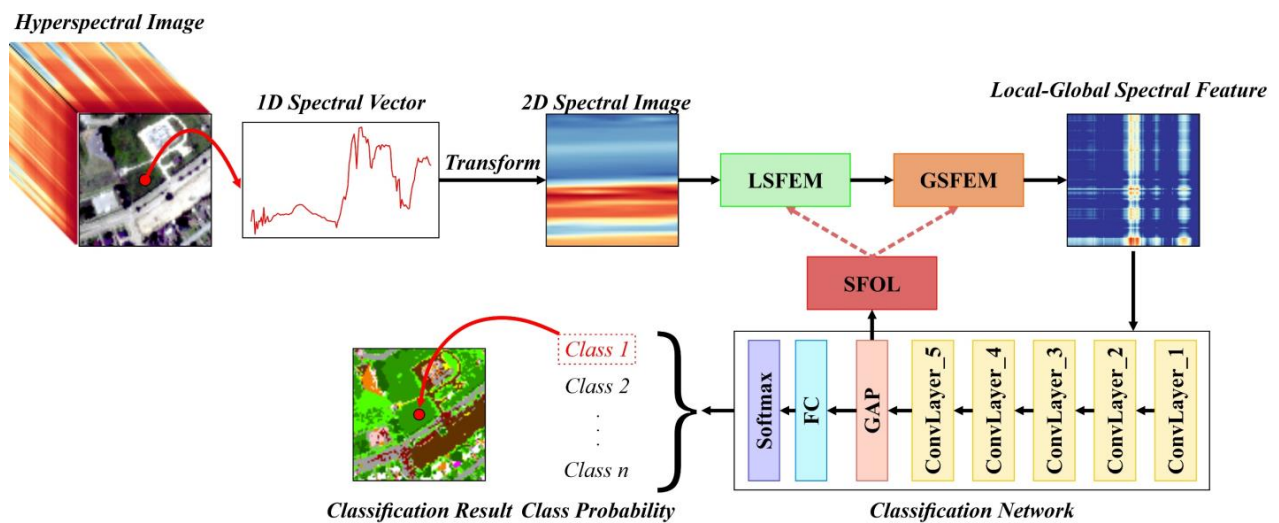 Hyperspectral Image
1D Spectral Vector
2D Spectral Image
Local-Global Spectral Feature
Transform
LSFEM
GSFEM
SFOL
Class 1
Class 2
.
.
.
Class n
Softmax
FC
GAP
ConvLayer_5
ConvLayer_4
ConvLayer_3
ConvLayer_2
ConvLayer_1
Classification Result
Class Probability
Classification Network